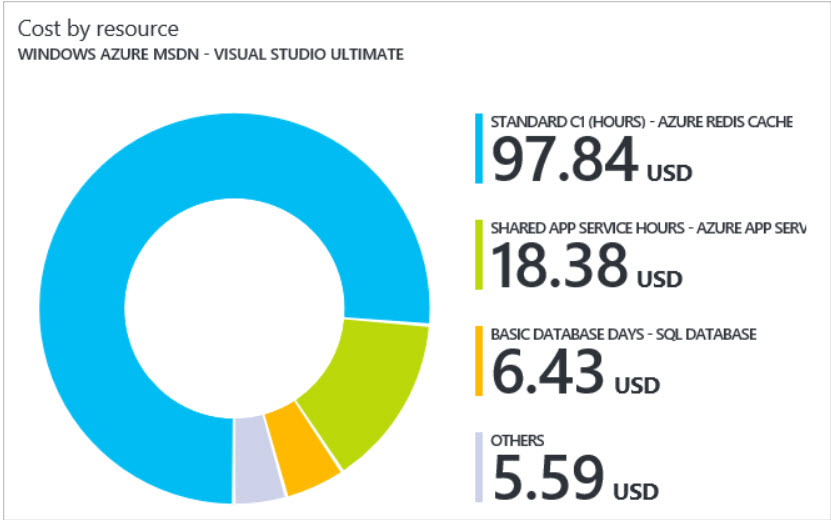 Cost by resource
WINDOWS AZURE MSDN - VISUAL STUDIO ULTIMATE
STANDARD C1 (HOURS) - AZURE REDIS CACHE
97.84 USD
SHARED APP SERVICE HOURS - AZURE APP SERV
18.38 USD
BASIC DATABASE DAYS - SQL DATABASE
6.43 USD
OTHERS
5.59 USD